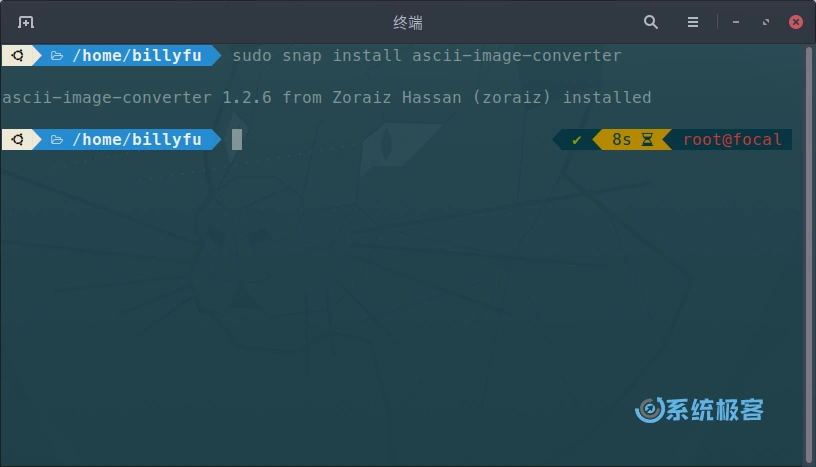 终端
/home/billyfu sudo snap install ascii-image-converter
ascii-image-converter 1.2.6 from Zoraiz Hassan (zoraiz) installed
/home/billyfu ✔ 8s root@focal
系统极客